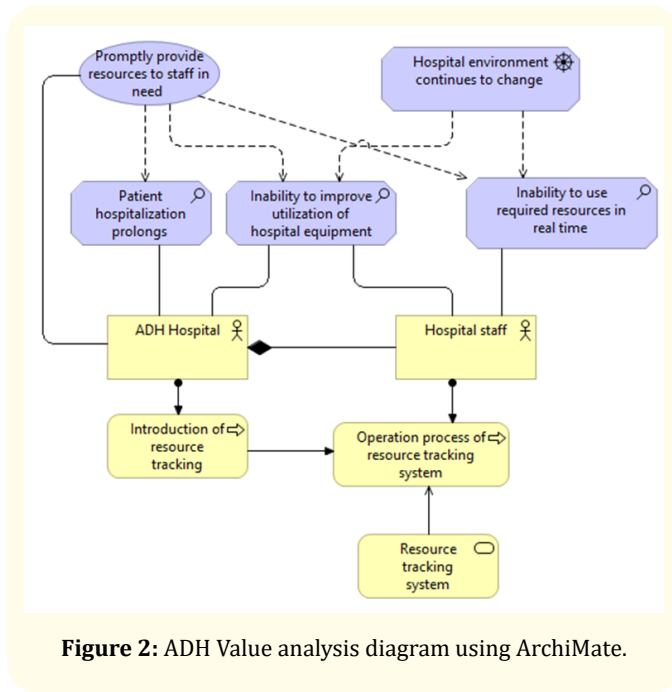 Promptly provide
resources to staff in
need
Hospital environment
continues to change
Patient
hospitalization
prolongs
Inability to improve
utilization of
hospital equipment
Inability to use
required resources in
real time
ADH Hospital
Hospital staff
Introduction of
resource
tracking
Operation process of
resource tracking
system
Resource
tracking
system
Figure 2: ADH Value analysis diagram using ArchiMate.